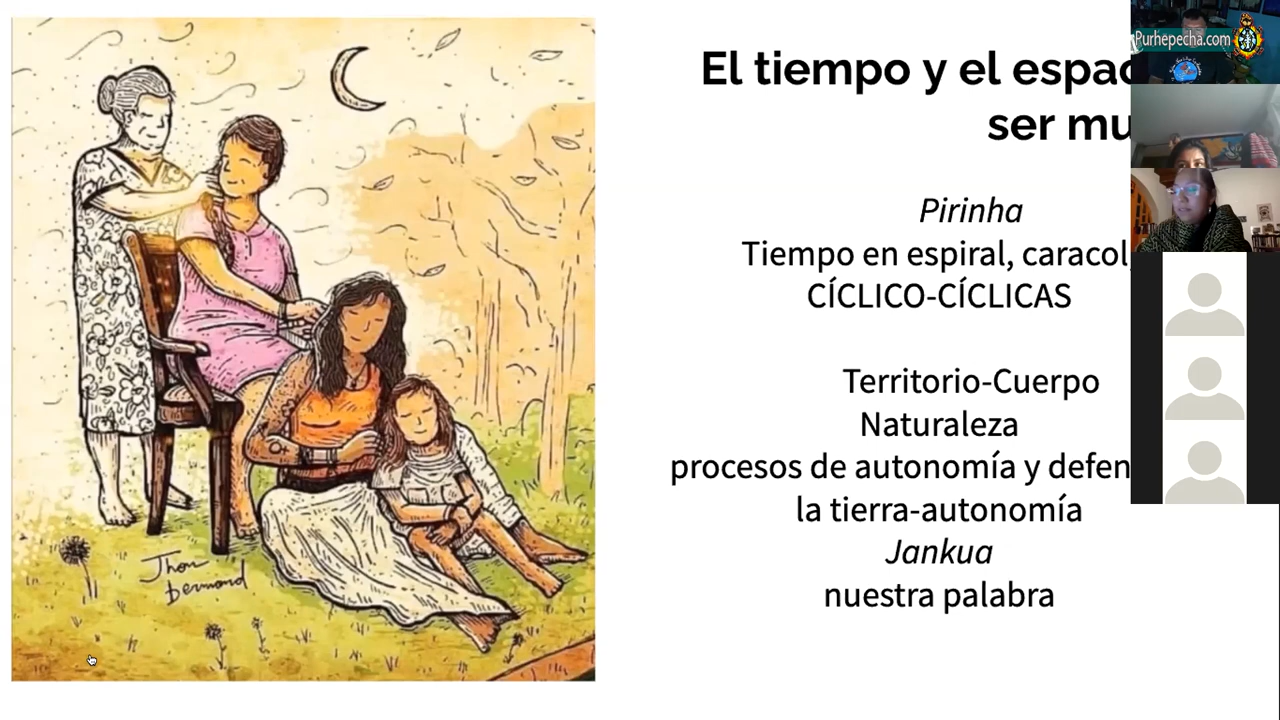 El tiempo y el espac
ser mu
Pirinha
Tiempo en espiral, caracol,
CÍCLICO-CÍCLICAS
Territorio-Cuerpo
Naturaleza
procesos de autonomía y defen
la tierra-autonomía
Jankua
nuestra palabra
Jhon
Bermond
Purhepecha.com